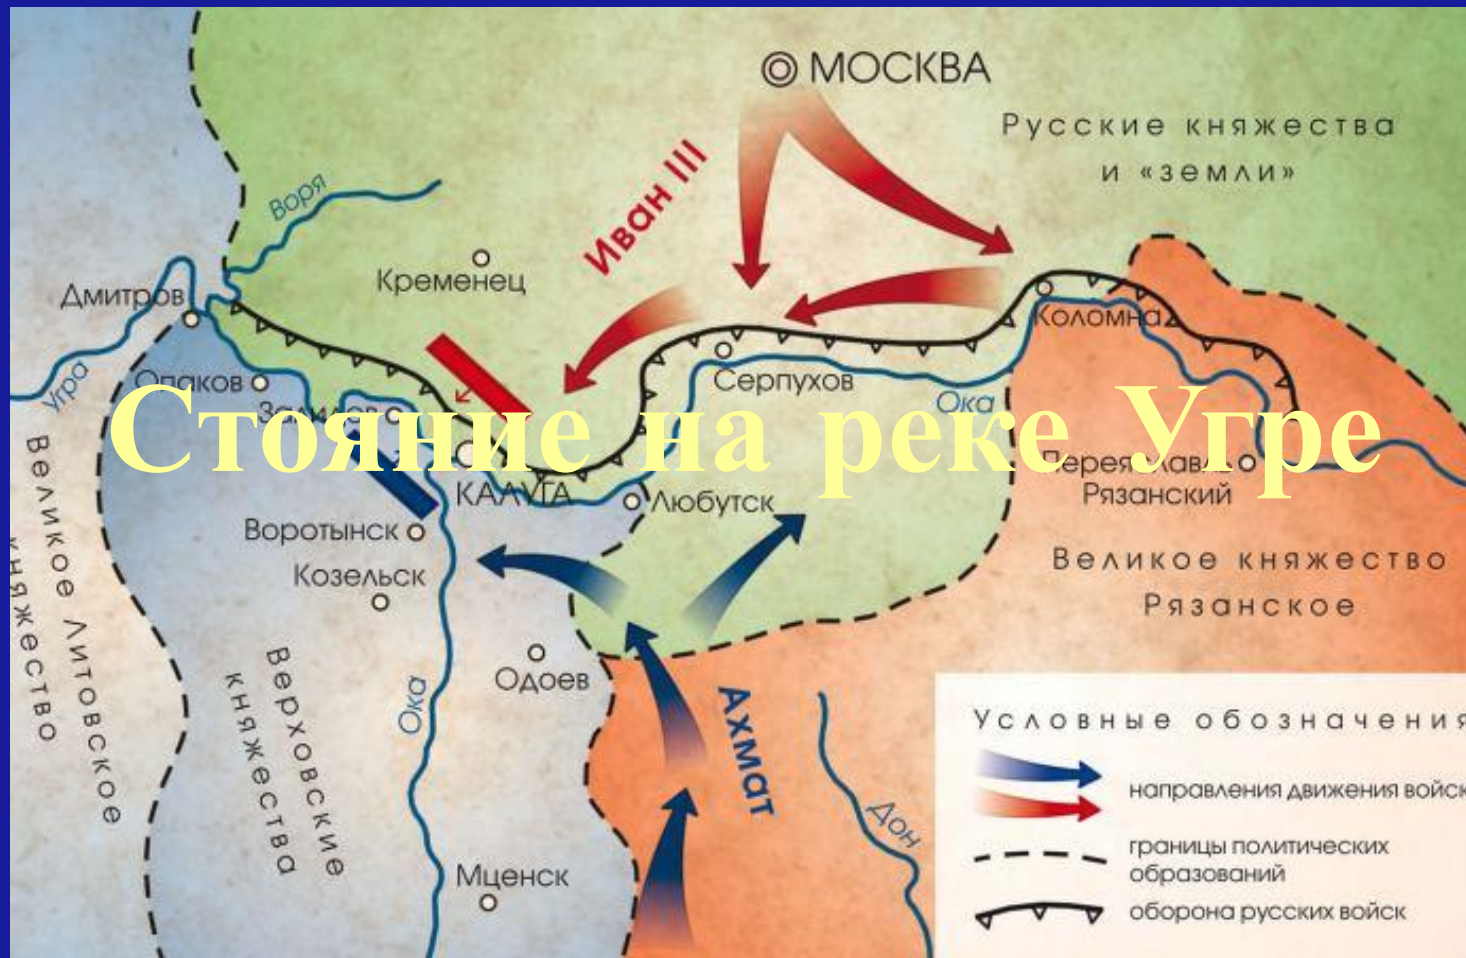 МОСКВА
Русские княжества
и «земли»
Иван III
Воря
Кременец
Дмитров
Коломна
Угра
Опаков
Залидов
Серпухов
Ока
Стояние на реке Угре
Переяславль
Рязанский
КАЛУГА
Любутск
Воротынск
Козельск
Великое Литовское
княжество
Великое княжество
Рязанское
Верховские
княжества
Одоев
Ока
Ахмат
Дон
Мценск
Условные обозначения
направления движения войск
границы политических
образований
оборона русских войск